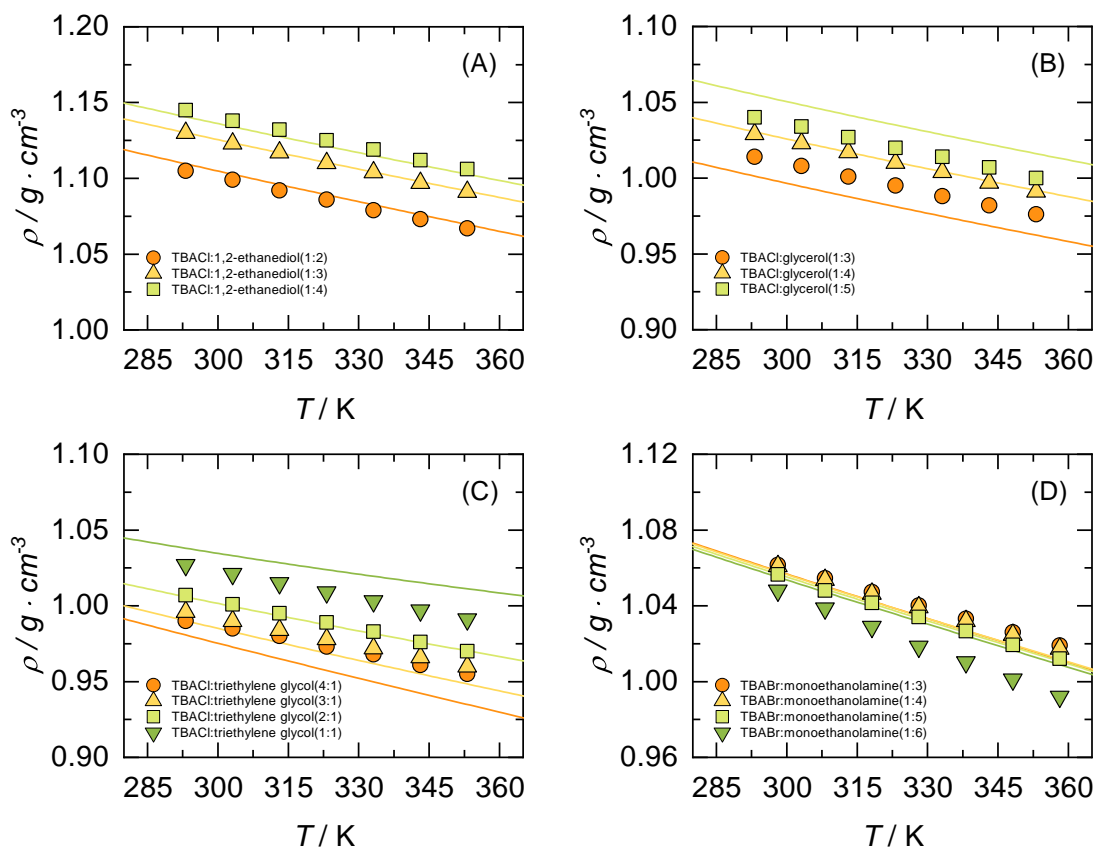 1.20
1.15
1.10
1.05
1.00
285 300 315 330 345 360
ρ / g · cm⁻³
T / K
(A)
TBACl:1,2-ethanediol(1:2)
TBACl:1,2-ethanediol(1:3)
TBACl:1,2-ethanediol(1:4)
1.10
1.05
1.00
0.95
0.90
285 300 315 330 345 360
ρ / g · cm⁻³
T / K
(B)
TBACl:glycerol(1:3)
TBACl:glycerol(1:4)
TBACl:glycerol(1:5)
1.10
1.05
1.00
0.95
0.90
285 300 315 330 345 360
ρ / g · cm⁻³
T / K
(C)
TBACl:triethylene glycol(4:1)
TBACl:triethylene glycol(3:1)
TBACl:triethylene glycol(2:1)
TBACl:triethylene glycol(1:1)
1.12
1.08
1.04
1.00
0.96
285 300 315 330 345 360
ρ / g · cm⁻³
T / K
(D)
TBABr:monoethanolamine(1:3)
TBABr:monoethanolamine(1:4)
TBABr:monoethanolamine(1:5)
TBABr:monoethanolamine(1:6)